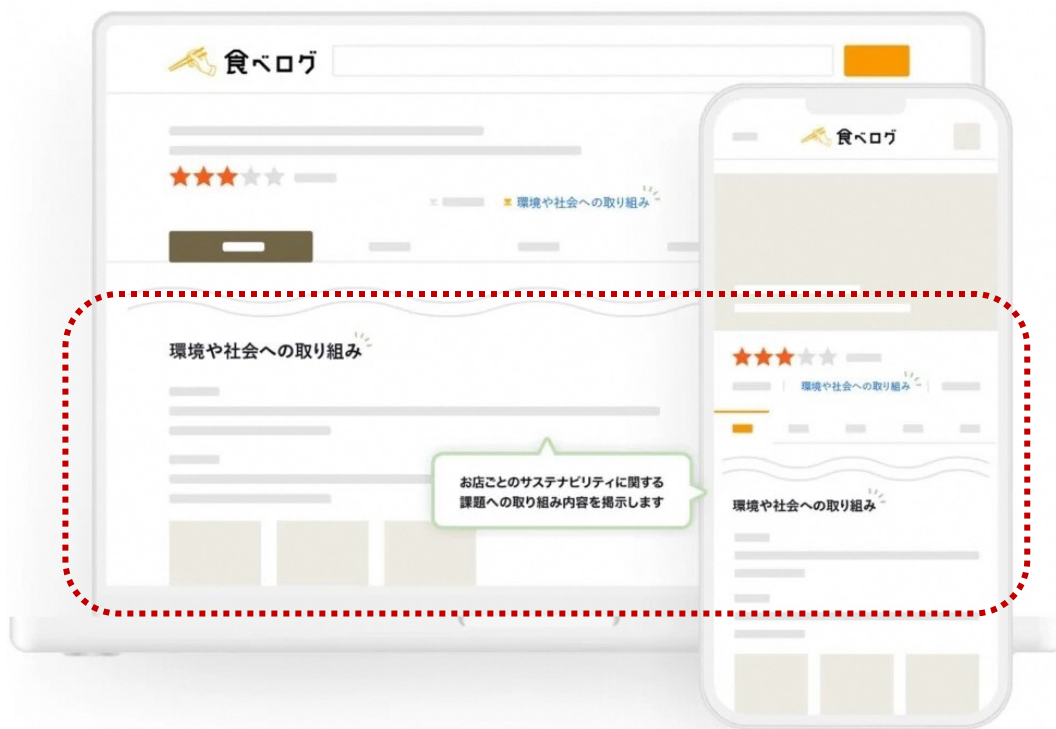 食べログ
環境や社会への取り組み
環境や社会への取り組み
お店ごとのサステナビリティに関する
課題への取り組み内容を掲示します
食べログ
環境や社会への取り組み
環境や社会への取り組み